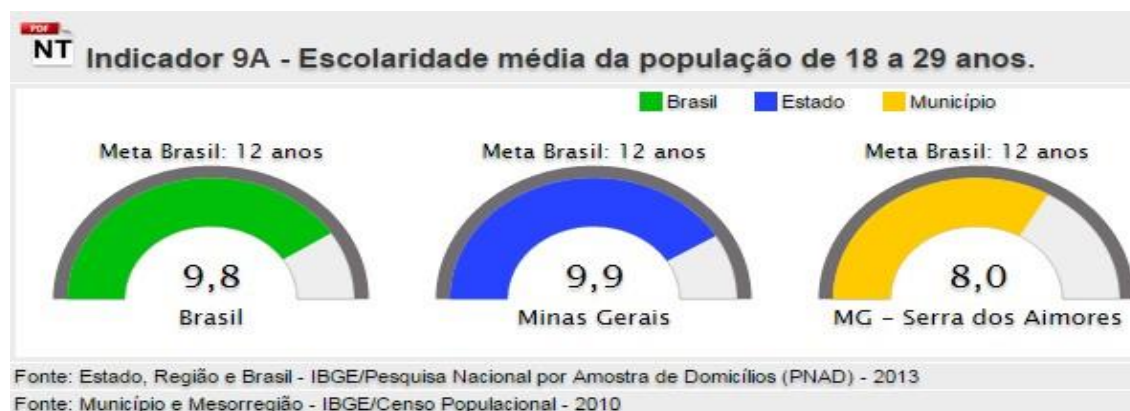 PDF
NT
Indicador 9A - Escolaridade média da população de 18 a 29 anos.
Brasil Estado Município
Meta Brasil: 12 anos Meta Brasil: 12 anos Meta Brasil: 12 anos
9,8 9,9 8,0
Brasil Minas Gerais MG – Serra dos Aimores
Fonte: Estado, Região e Brasil - IBGE/Pesquisa Nacional por Amostra de Domicílios (PNAD) - 2013
Fonte: Município e Mesorregião - IBGE/Censo Populacional - 2010